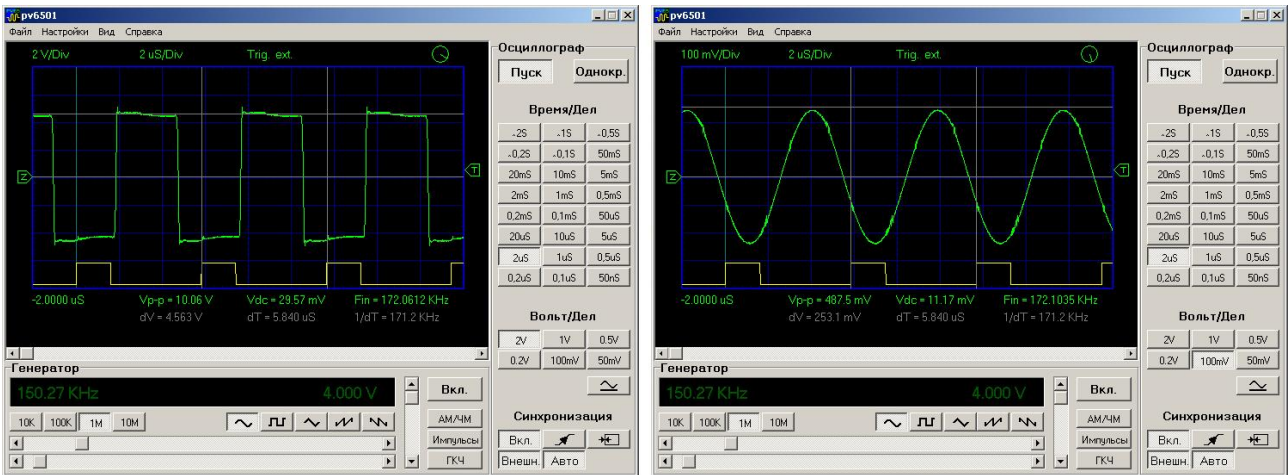 pv6501
Файл Настройки Вид Справка
2 V/Div 2 uS/Div Trig. ext.
Z
T
-2.0000 uS Vp-p = 10.06 V Vdc = 29.57 mV Fin = 172.0612 KHz
dV = 4.563 V dT = 5.840 uS 1/dT = 171.2 KHz
Осциллограф
Пуск Однокр.
Время/Дел
-2S -1S -0,5S
-0,2S -0,1S 50mS
20mS 10mS 5mS
2mS 1mS 0,5mS
0,2mS 0,1mS 50uS
20uS 10uS 5uS
2uS 1uS 0,5uS
0,2uS 0,1uS 50nS
Вольт/Дел
2V 1V 0.5V
0.2V 100mV 50mV
Синхронизация
Вкл.
Внешн. Авто
Генератор
150.27 KHz 4.000 V
Вкл.
10K 100K 1M 10M
АМ/ЧМ
Импульсы
ГКЧ
pv6501
Файл Настройки Вид Справка
100 mV/Div 2 uS/Div Trig. ext.
Z
T
-2.0000 uS Vp-p = 487.5 mV Vdc = 11.17 mV Fin = 172.1035 KHz
dV = 253.1 mV dT = 5.840 uS 1/dT = 171.2 KHz
Осциллограф
Пуск Однокр.
Время/Дел
-2S -1S -0,5S
-0,2S -0,1S 50mS
20mS 10mS 5mS
2mS 1mS 0,5mS
0,2mS 0,1mS 50uS
20uS 10uS 5uS
2uS 1uS 0,5uS
0,2uS 0,1uS 50nS
Вольт/Дел
2V 1V 0.5V
0.2V 100mV 50mV
Синхронизация
Вкл.
Внешн. Авто
Генератор
150.27 KHz 4.000 V
Вкл.
10K 100K 1M 10M
АМ/ЧМ
Импульсы
ГКЧ